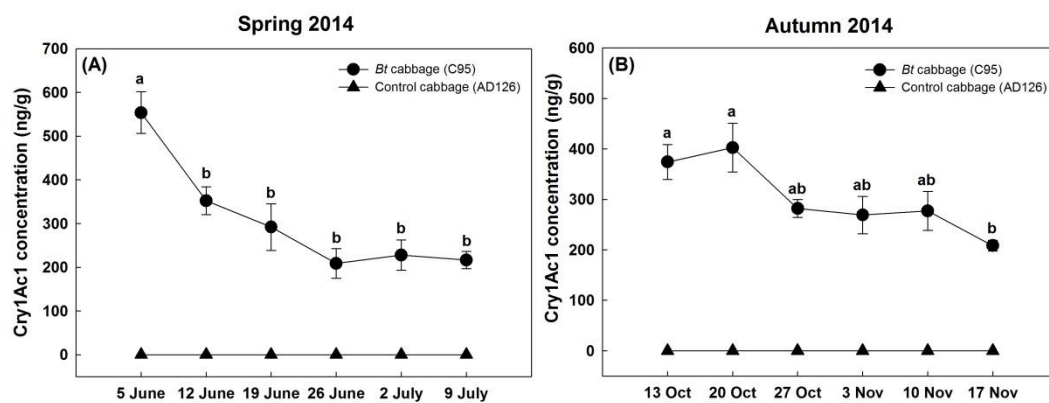 Spring 2014
(A)
Bt cabbage (C95)
Control cabbage (AD126)
Cry1Ac1 concentration (ng/g)
700
600
500
400
300
200
100
0
a
b
b
b
b
b
5 June 12 June 19 June 26 June 2 July 9 July
Autumn 2014
(B)
Bt cabbage (C95)
Control cabbage (AD126)
Cry1Ac1 concentration (ng/g)
600
500
400
300
200
100
0
a
a
ab
ab
ab
b
13 Oct 20 Oct 27 Oct 3 Nov 10 Nov 17 Nov